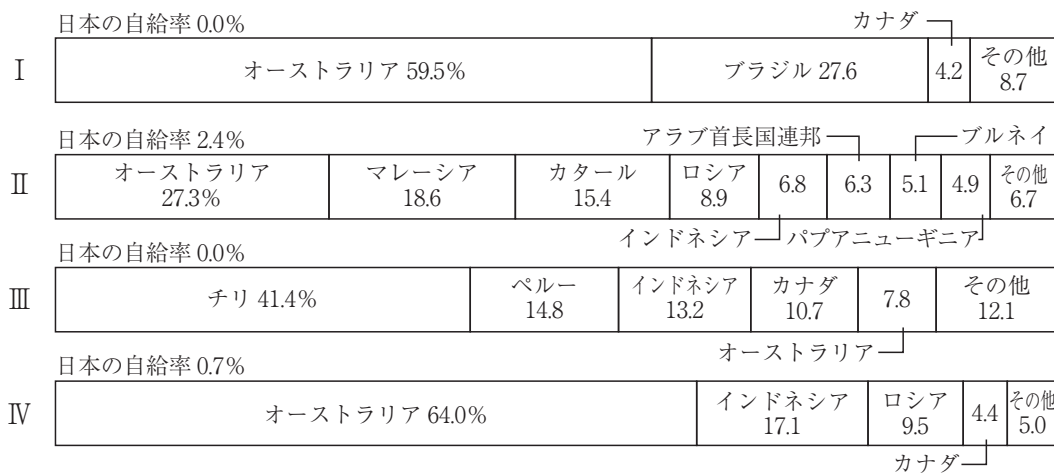 日本の自給率 0.0%
カナダ
Ⅰ
オーストラリア 59.5%
ブラジル 27.6
4.2
その他
8.7
日本の自給率 2.4%
アラブ首長国連邦
ブルネイ
Ⅱ
オーストラリア
27.3%
マレーシア
18.6
カタール
15.4
ロシア
8.9
6.8
6.3
5.1
4.9
その他
6.7
インドネシア
パプアニューギニア
日本の自給率 0.0%
Ⅲ
チリ 41.4%
ペルー
14.8
インドネシア
13.2
カナダ
10.7
7.8
その他
12.1
オーストラリア
日本の自給率 0.7%
Ⅳ
オーストラリア 64.0%
インドネシア
17.1
ロシア
9.5
4.4
その他
5.0
カナダ